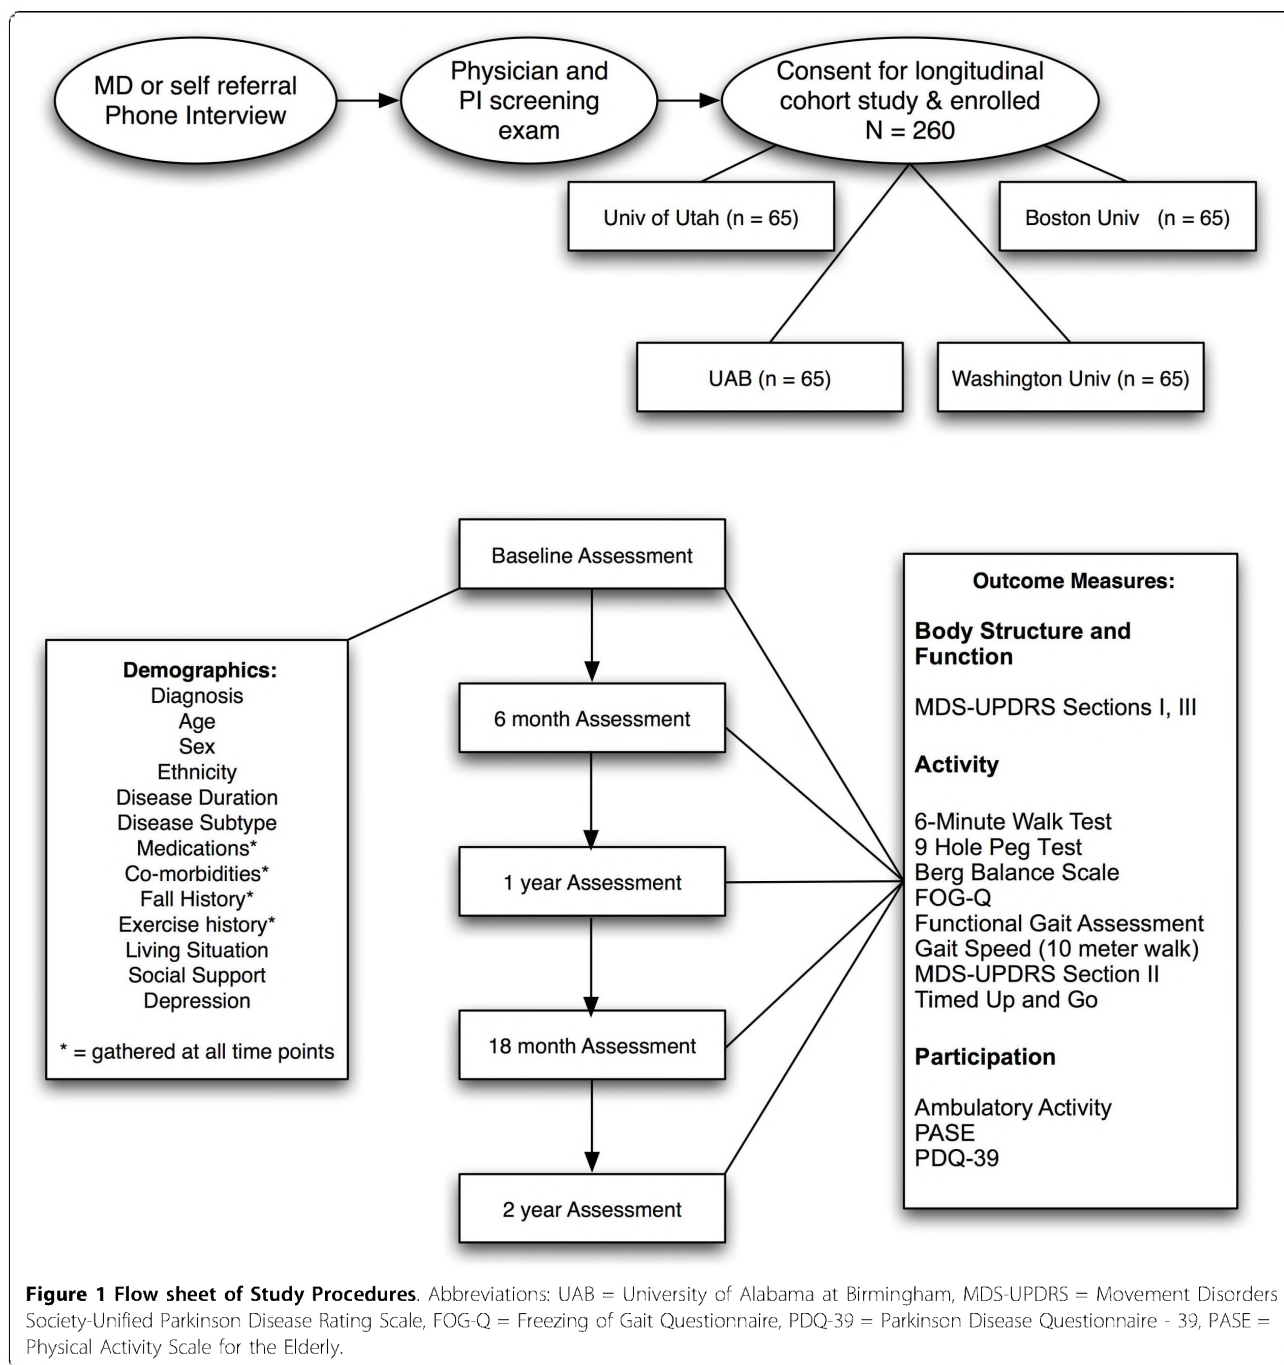 MD or self referral
Phone Interview
Physician and
PI screening
exam
Consent for longitudinal
cohort study & enrolled
N = 260
Univ of Utah (n = 65)
Boston Univ (n = 65)
UAB (n = 65)
Washington Univ (n = 65)
Baseline Assessment
6 month Assessment
1 year Assessment
18 month Assessment
2 year Assessment
Demographics:
Diagnosis
Age
Sex
Ethnicity
Disease Duration
Disease Subtype
Medications*
Co-morbidities*
Fall History*
Exercise history*
Living Situation
Social Support
Depression
* = gathered at all time points
Outcome Measures:
Body Structure and
Function
MDS-UPDRS Sections I, III
Activity
6-Minute Walk Test
9 Hole Peg Test
Berg Balance Scale
FOG-Q
Functional Gait Assessment
Gait Speed (10 meter walk)
MDS-UPDRS Section II
Timed Up and Go
Participation
Ambulatory Activity
PASE
PDQ-39
Figure 1 Flow sheet of Study Procedures. Abbreviations: UAB = University of Alabama at Birmingham, MDS-UPDRS = Movement Disorders
Society-Unified Parkinson Disease Rating Scale, FOG-Q = Freezing of Gait Questionnaire, PDQ-39 = Parkinson Disease Questionnaire - 39, PASE =
Physical Activity Scale for the Elderly.